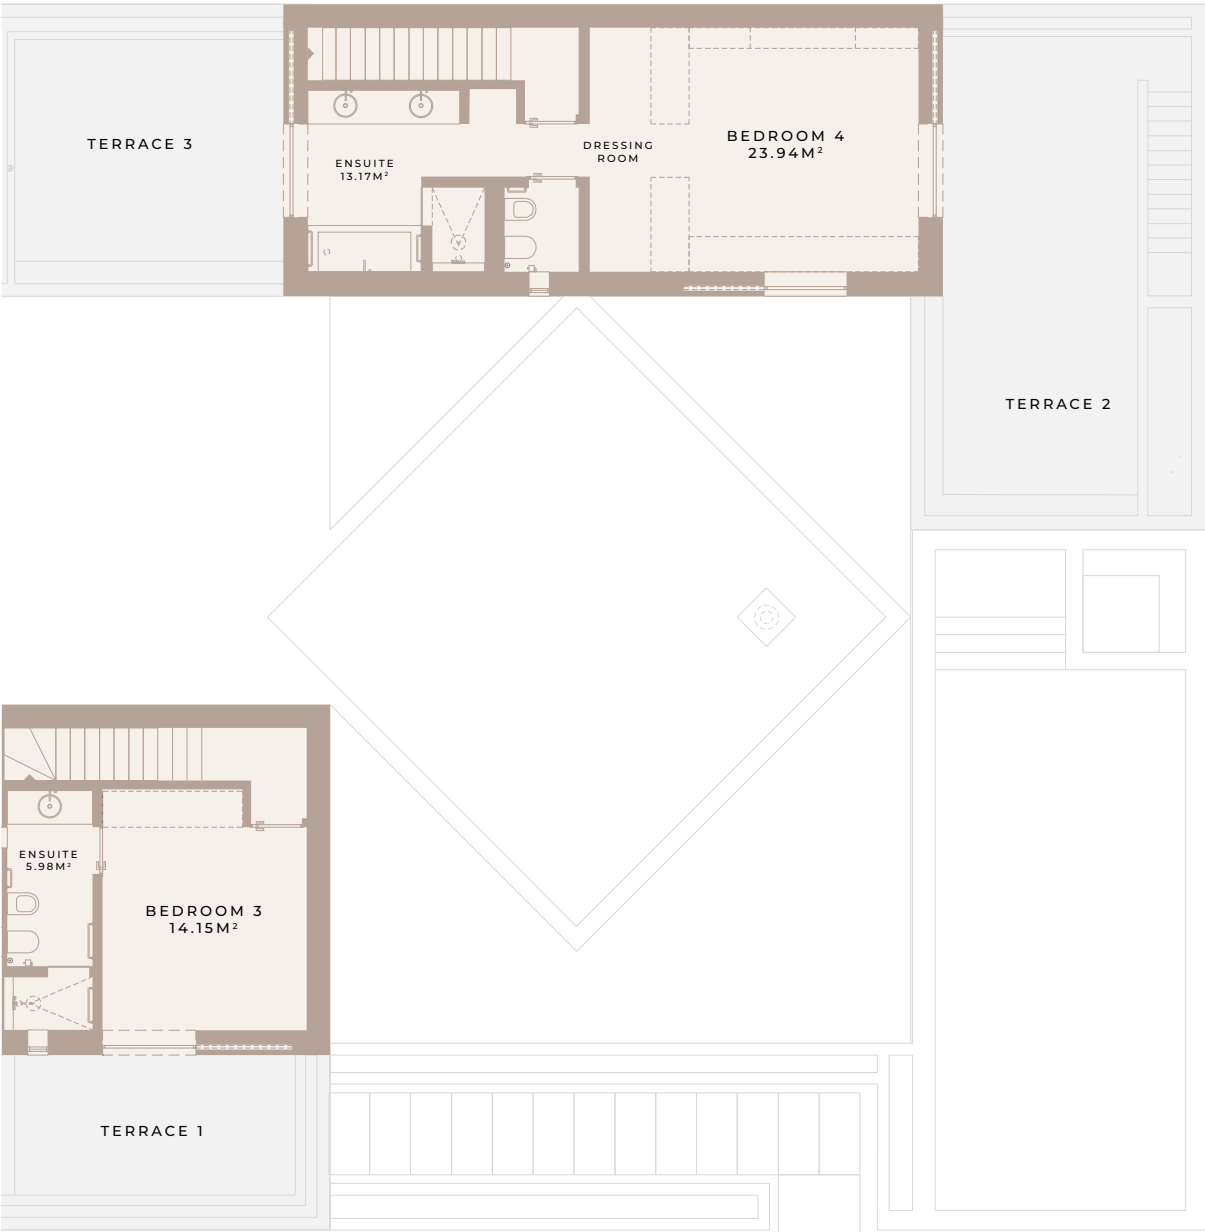 TERRACE 3
ENSUITE
13.17M²
DRESSING
ROOM
BEDROOM 4
23.94M²
TERRACE 2
ENSUITE
5.98M²
BEDROOM 3
14.15M²
TERRACE 1